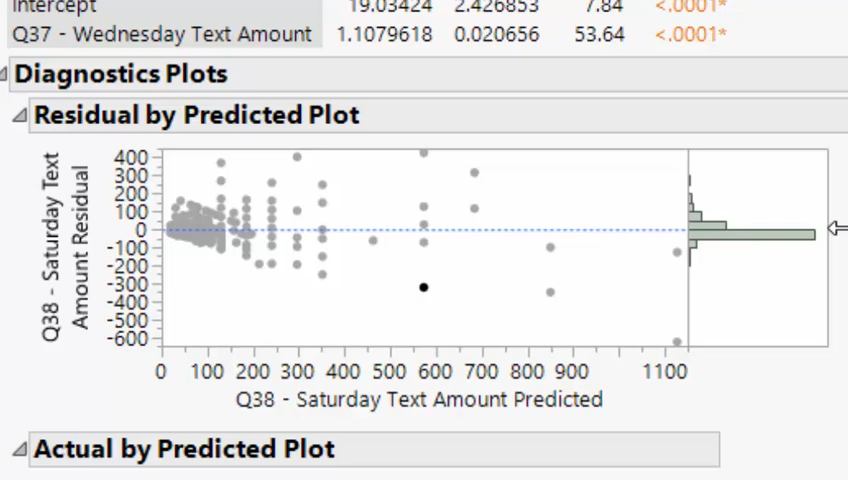 Intercept 19.03424 2.426853 7.84 <.0001*
Q37 - Wednesday Text Amount 1.1079618 0.020656 53.64 <.0001*
Diagnostics Plots
Residual by Predicted Plot
Q38 - Saturday Text
Amount Residual
400
300
200
100
0
-100
-200
-300
-400
-500
-600
0 100 200 300 400 500 600 700 800 900 1100
Q38 - Saturday Text Amount Predicted
Actual by Predicted Plot